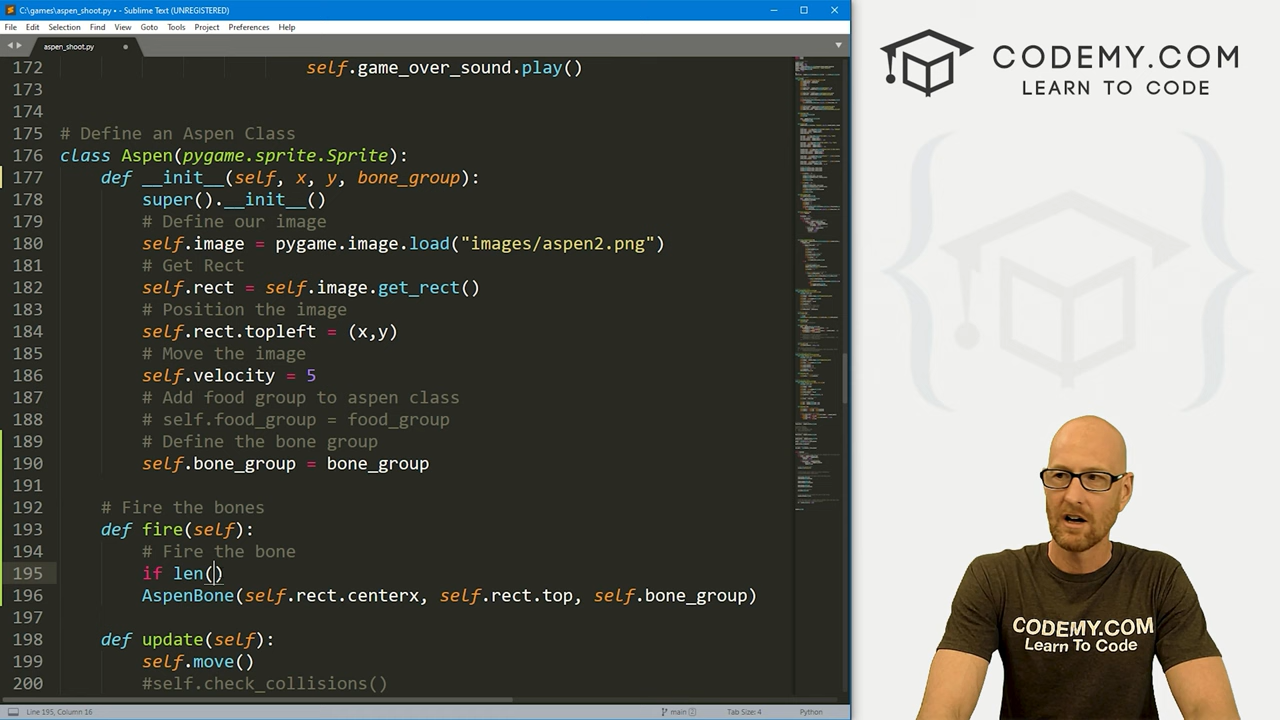 C:\games\aspen_shoot.py • - Sublime Text (UNREGISTERED)
File Edit Selection Find View Goto Tools Project Preferences Help
aspen_shoot.py
172 self.game_over_sound.play()
173
174
175 # Define an Aspen Class
176 class Aspen(pygame.sprite.Sprite):
177 def __init__(self, x, y, bone_group):
178 super().__init__()
179 # Define our image
180 self.image = pygame.image.load("images/aspen2.png")
181 # Get Rect
182 self.rect = self.image.get_rect()
183 # Position the image
184 self.rect.topleft = (x,y)
185 # Move the image
186 self.velocity = 5
187 # Add food group to aspen class
188 # self.food_group = food_group
189 # Define the bone group
190 self.bone_group = bone_group
191
192 # Fire the bones
193 def fire(self):
194 # Fire the bone
195 if len()
196 AspenBone(self.rect.centerx, self.rect.top, self.bone_group)
197
198 def update(self):
199 self.move()
200 #self.check_collisions()
Line 195, Column 16 main 2 Tab Size: 4 Python
CODEMY.COM
LEARN TO CODE
CODEMY.COM
Learn To Code